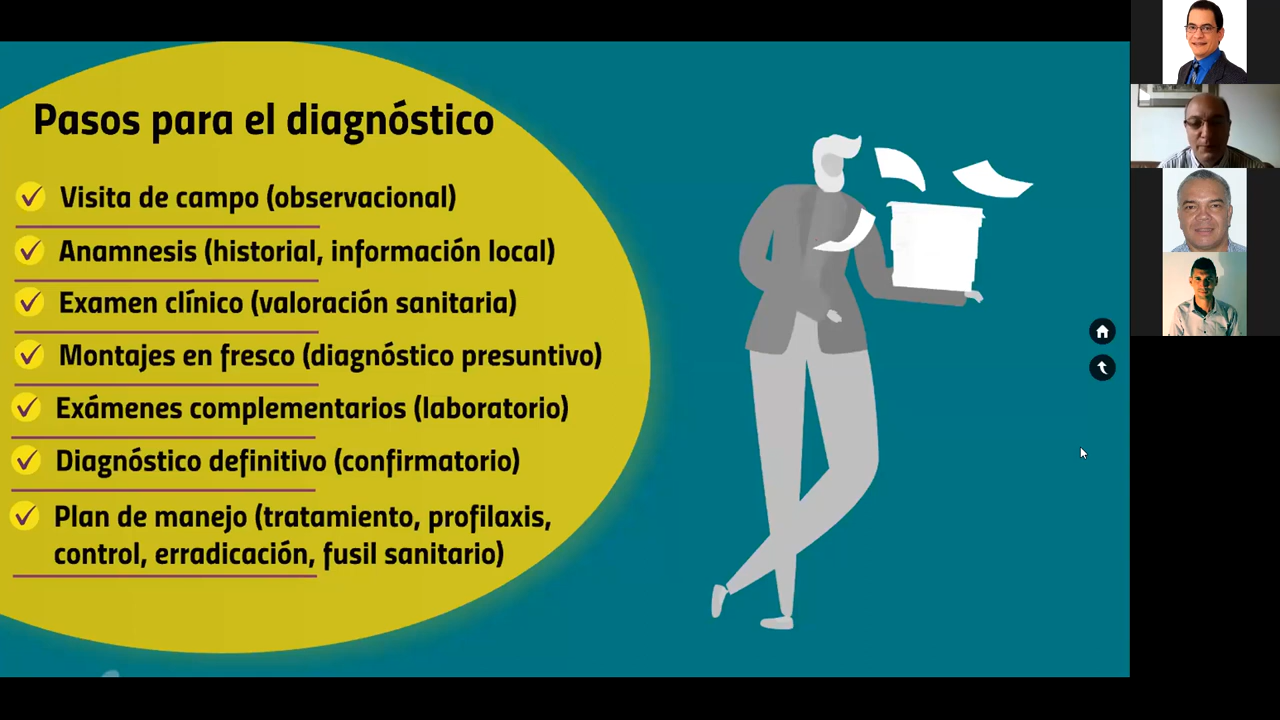 Pasos para el diagnóstico
Visita de campo (observacional)
Anamnesis (historial, información local)
Examen clínico (valoración sanitaria)
Montajes en fresco (diagnóstico presuntivo)
Exámenes complementarios (laboratorio)
Diagnóstico definitivo (confirmatorio)
Plan de manejo (tratamiento, profilaxis,
control, erradicación, fusil sanitario)